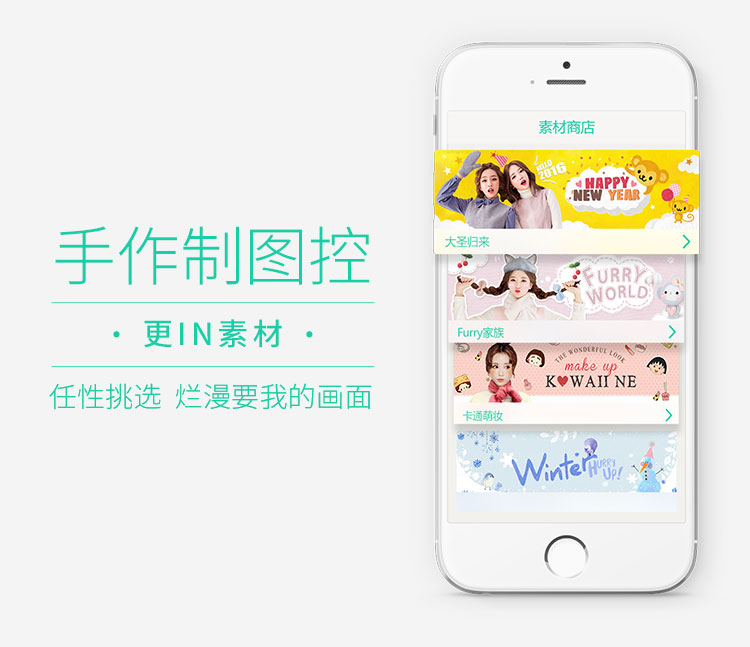 手作制图控
· 更IN素材 ·
任性挑选 烂漫要我的画面
素材商店
HELLO
2016
HAPPY
NEW YEAR
大圣归来
FURRY
WORLD
Furry家族
THE WONDERFUL LOOK
make up
KWAII NE
卡通萌妆
Winter HURRY
UP!